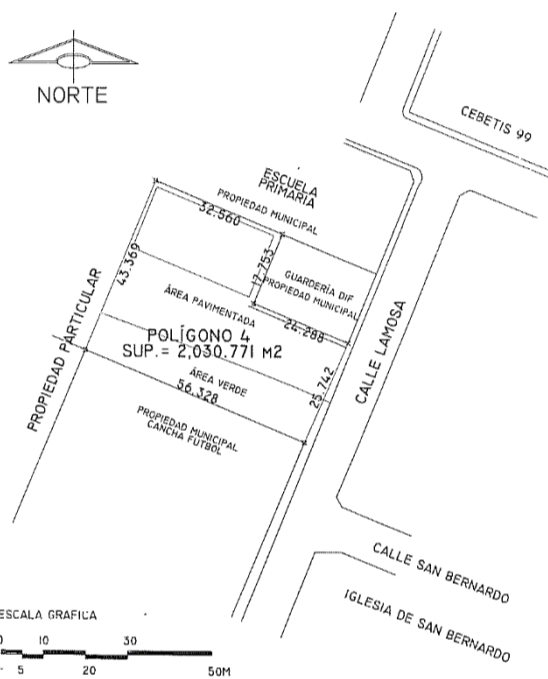 NORTE
CEBETIS 99
ESCUELA
PRIMARIA
PROPIEDAD MUNICIPAL
32.560
17.753
43.369
GUARDERÍA DIF
PROPIEDAD MUNICIPAL
ÁREA PAVIMENTADA
24.288
POLÍGONO 4
SUP.= 2,030.771 M2
PROPIEDAD PARTICULAR
CALLE LAMOSA
ÁREA VERDE
56.328
25.742
PROPIEDAD MUNICIPAL
CANCHA FUTBOL
CALLE SAN BERNARDO
IGLESIA DE SAN BERNARDO
ESCALA GRAFICA
0 10 30
5 20 50M